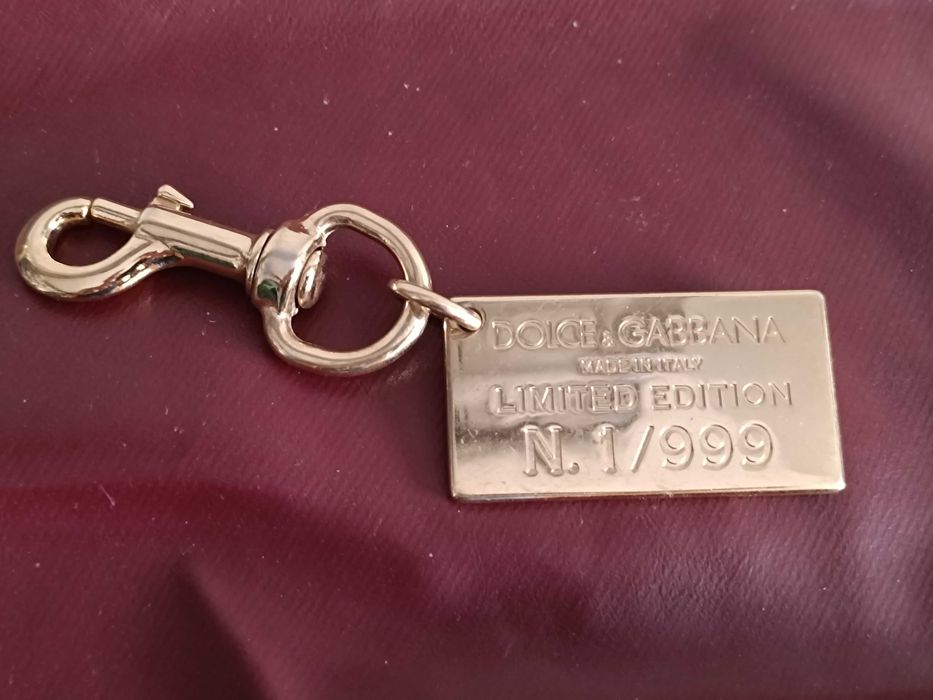 DOLCE & GABBANA
MADE IN ITALY
LIMITED EDITION
N. 1/999